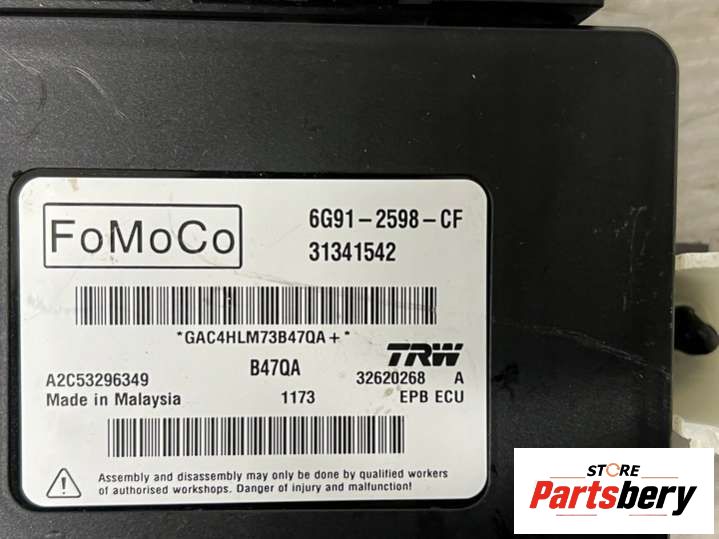 FoMoCo
6G91-2598-CF
31341542
*GAC4HLM73B47QA+*
B47QA
TRW
A2C53296349
32620268 A
Made in Malaysia
1173
EPB ECU
Assembly and disassembly may only be done by qualified workers
of authorised workshops. Danger of injury and malfunction!
STORE
Partsbery